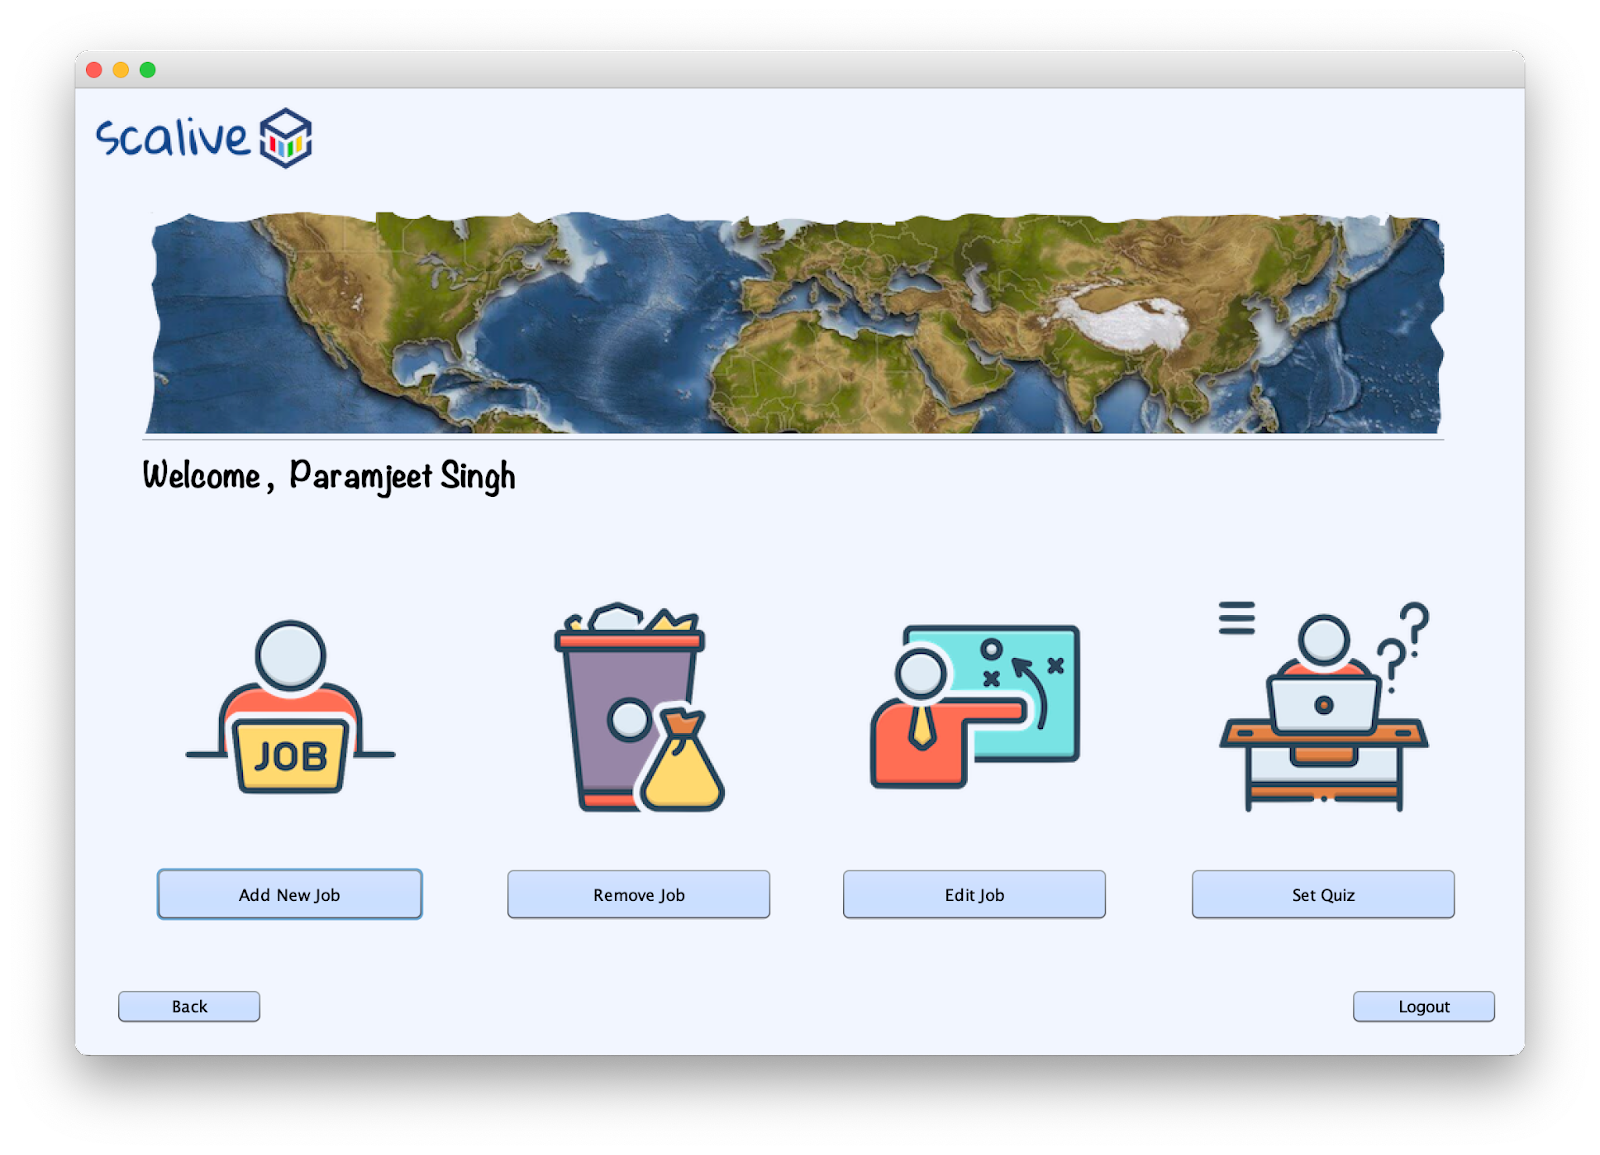 scalive
Welcome, Paramjeet Singh
JOB
Add New Job
Remove Job
Edit Job
Set Quiz
Back
Logout